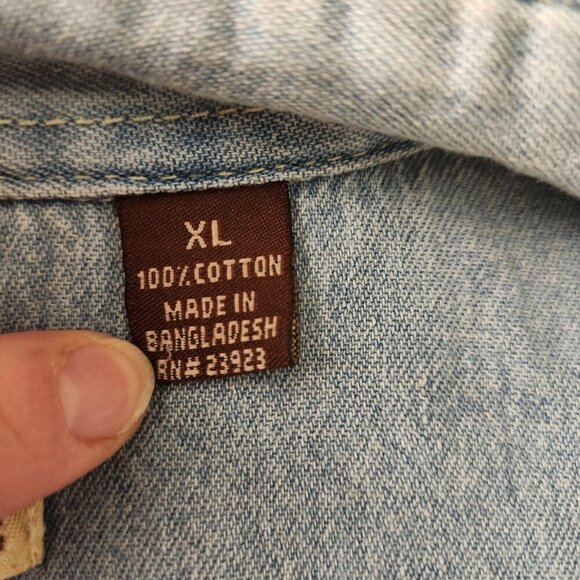 XL
100% COTTON
MADE IN
BANGLADESH
RN# 23923